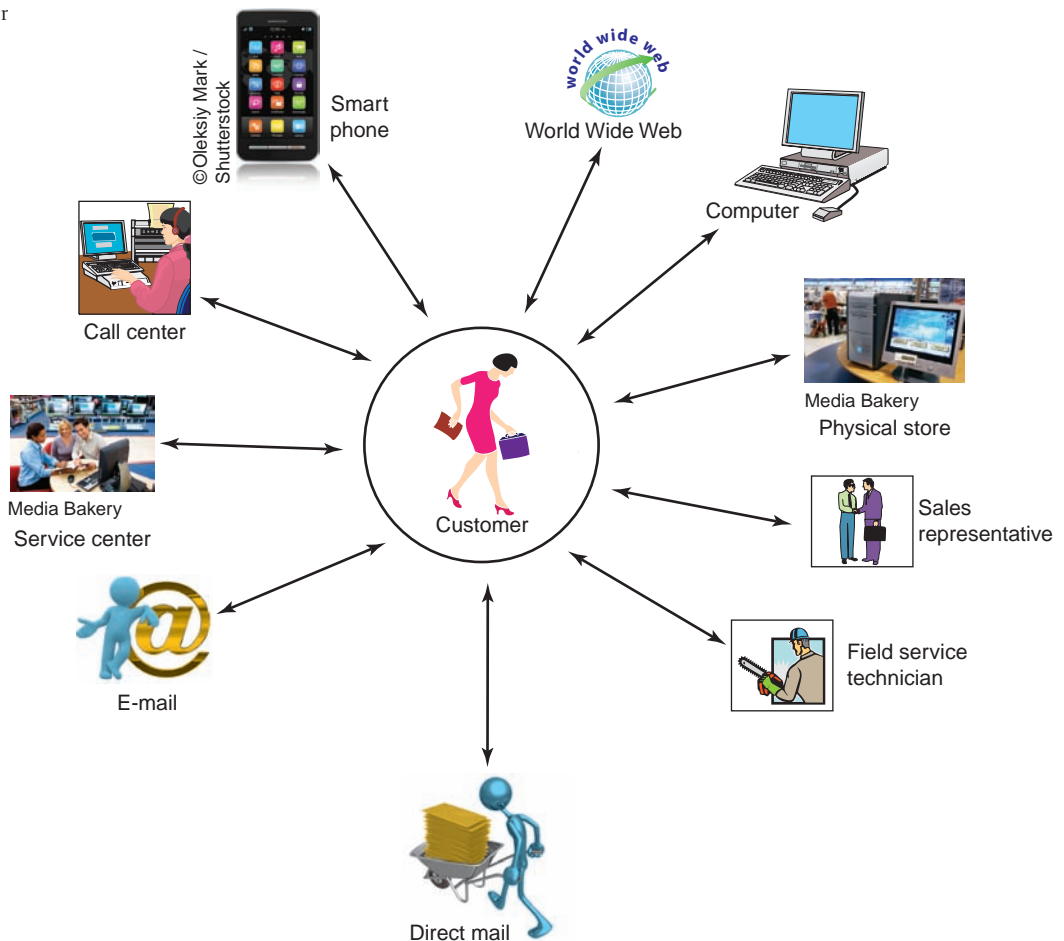 r
©Oleksiy Mark /
Shutterstock
Smart
phone
world wide web
World Wide Web
Computer
Call center
Media Bakery
Physical store
Customer
Media Bakery
Service center
Sales
representative
E-mail
Field service
technician
Direct mail